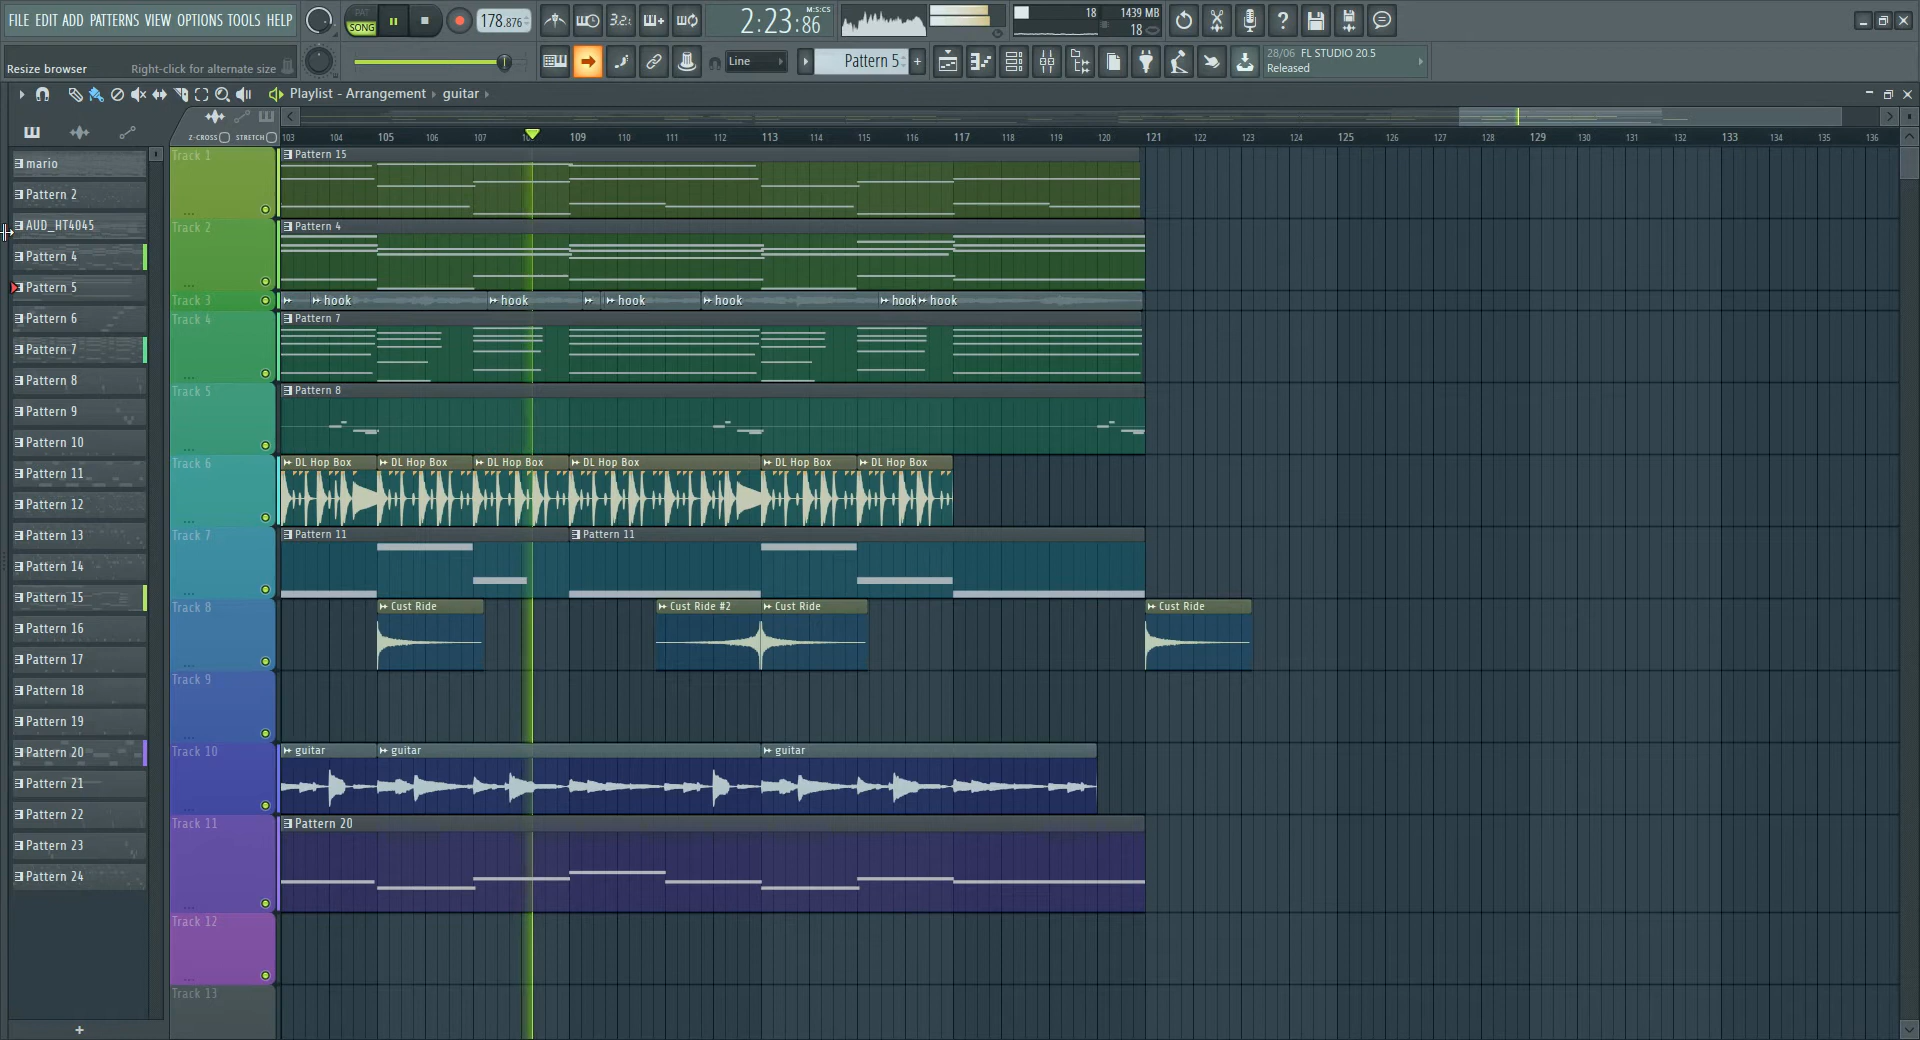 FILE EDIT ADD PATTERNS VIEW OPTIONS TOOLS HELP
PAT
SONG
178.876
3.2:
2:23:86
M:S:CS
18
1439 MB
18
Resize browser
Right-click for alternate size
Line
Pattern 5
28/06 FL STUDIO 20.5
Released
Playlist - Arrangement
guitar
Z-CROSS
STRETCH
103 104 105 106 107 109 110 111 112 113 114 115 116 117 118 119 120 121 122 123 124 125 126 127 128 129 130 131 132 133 134 135 136
mario
Pattern 2
AUD_HT4045
Pattern 4
Pattern 5
Pattern 6
Pattern 7
Pattern 8
Pattern 9
Pattern 10
Pattern 11
Pattern 12
Pattern 13
Pattern 14
Pattern 15
Pattern 16
Pattern 17
Pattern 18
Pattern 19
Pattern 20
Pattern 21
Pattern 22
Pattern 23
Pattern 24
+
Track 1
Pattern 15
Track 2
Pattern 4
Track 3
hook hook hook hook hook hook
Track 4
Pattern 7
Track 5
Pattern 8
Track 6
DL Hop Box DL Hop Box DL Hop Box DL Hop Box DL Hop Box DL Hop Box
Track 7
Pattern 11 Pattern 11
Track 8
Cust Ride Cust Ride #2 Cust Ride Cust Ride
Track 9
Track 10
guitar guitar guitar
Track 11
Pattern 20
Track 12
Track 13